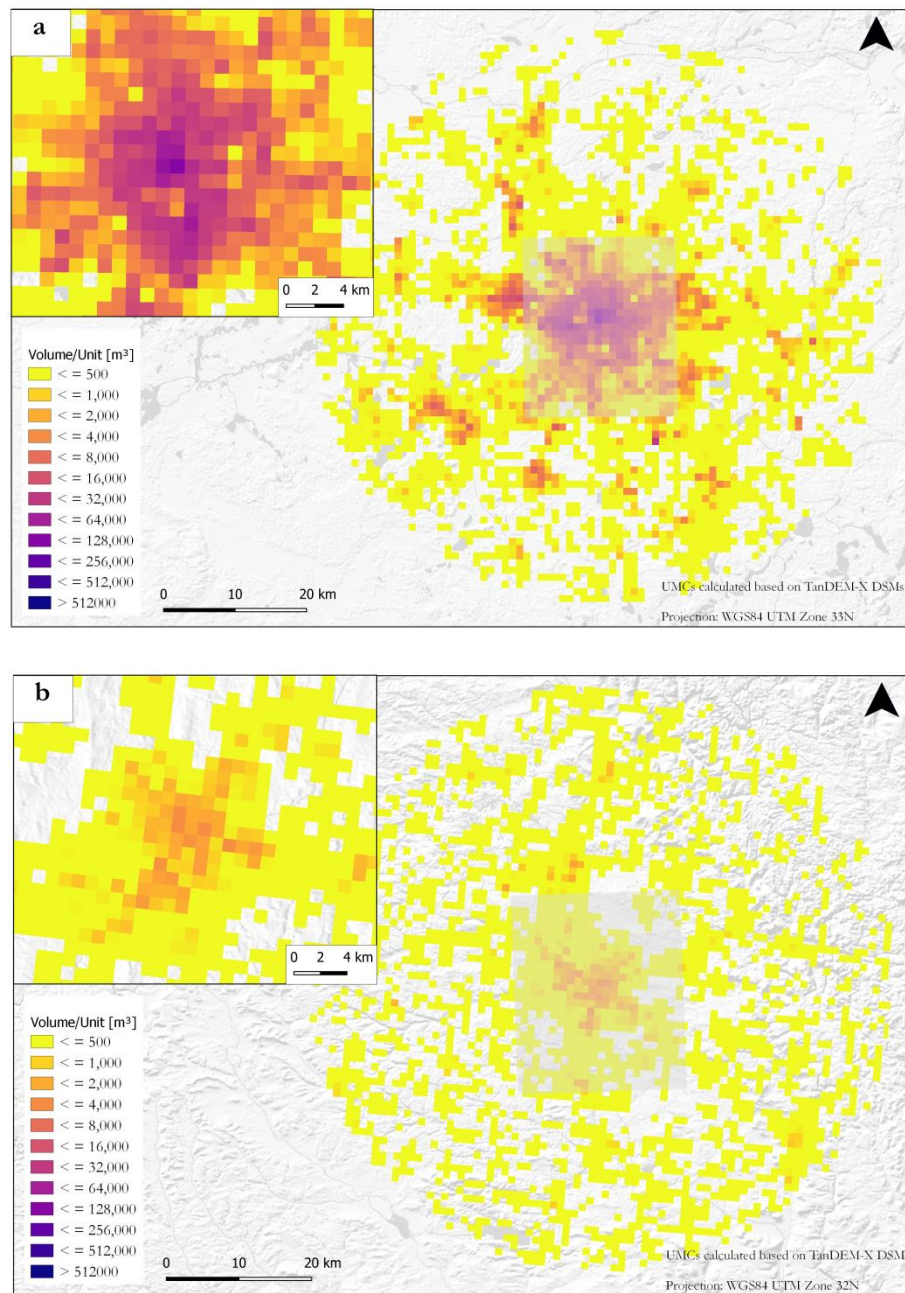 a
0 2 4 km
Volume/Unit [m³]
< = 500
< = 1,000
< = 2,000
< = 4,000
< = 8,000
< = 16,000
< = 32,000
< = 64,000
< = 128,000
< = 256,000
< = 512,000
> 512000
0 10 20 km
UMCs calculated based on TanDEM-X DSMs
Projection: WGS84 UTM Zone 33N
b
0 2 4 km
Volume/Unit [m³]
< = 500
< = 1,000
< = 2,000
< = 4,000
< = 8,000
< = 16,000
< = 32,000
< = 64,000
< = 128,000
< = 256,000
< = 512,000
> 512000
0 10 20 km
UMCs calculated based on TanDEM-X DSM
Projection: WGS84 UTM Zone 32N